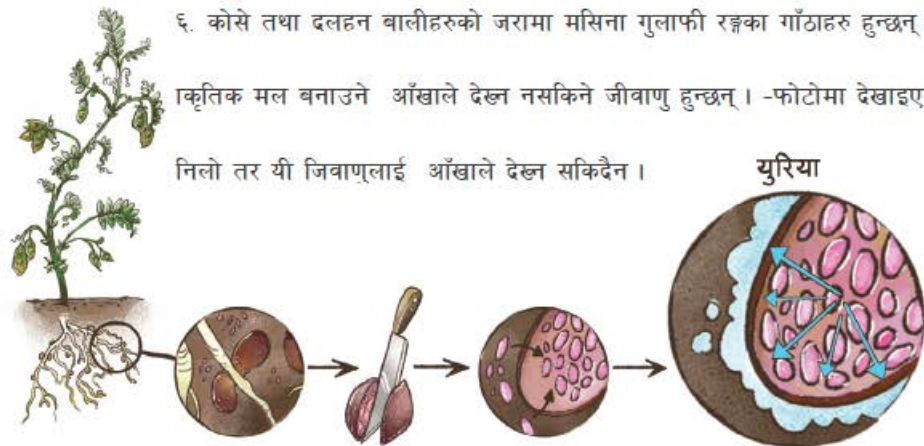 ६. कोसे तथा दलहन बालीहरुको जरामा मसिना गुलाफी रङ्गका गाँठाहरु हुन्छन्
ाकृतिक मल बनाउने आँखाले देख्न नसकिने जीवाणु हुन्छन् । -फोटोमा देखाइए
निलो तर यी जिवाणुलाई आँखाले देख्न सकिदैन ।
युरिया